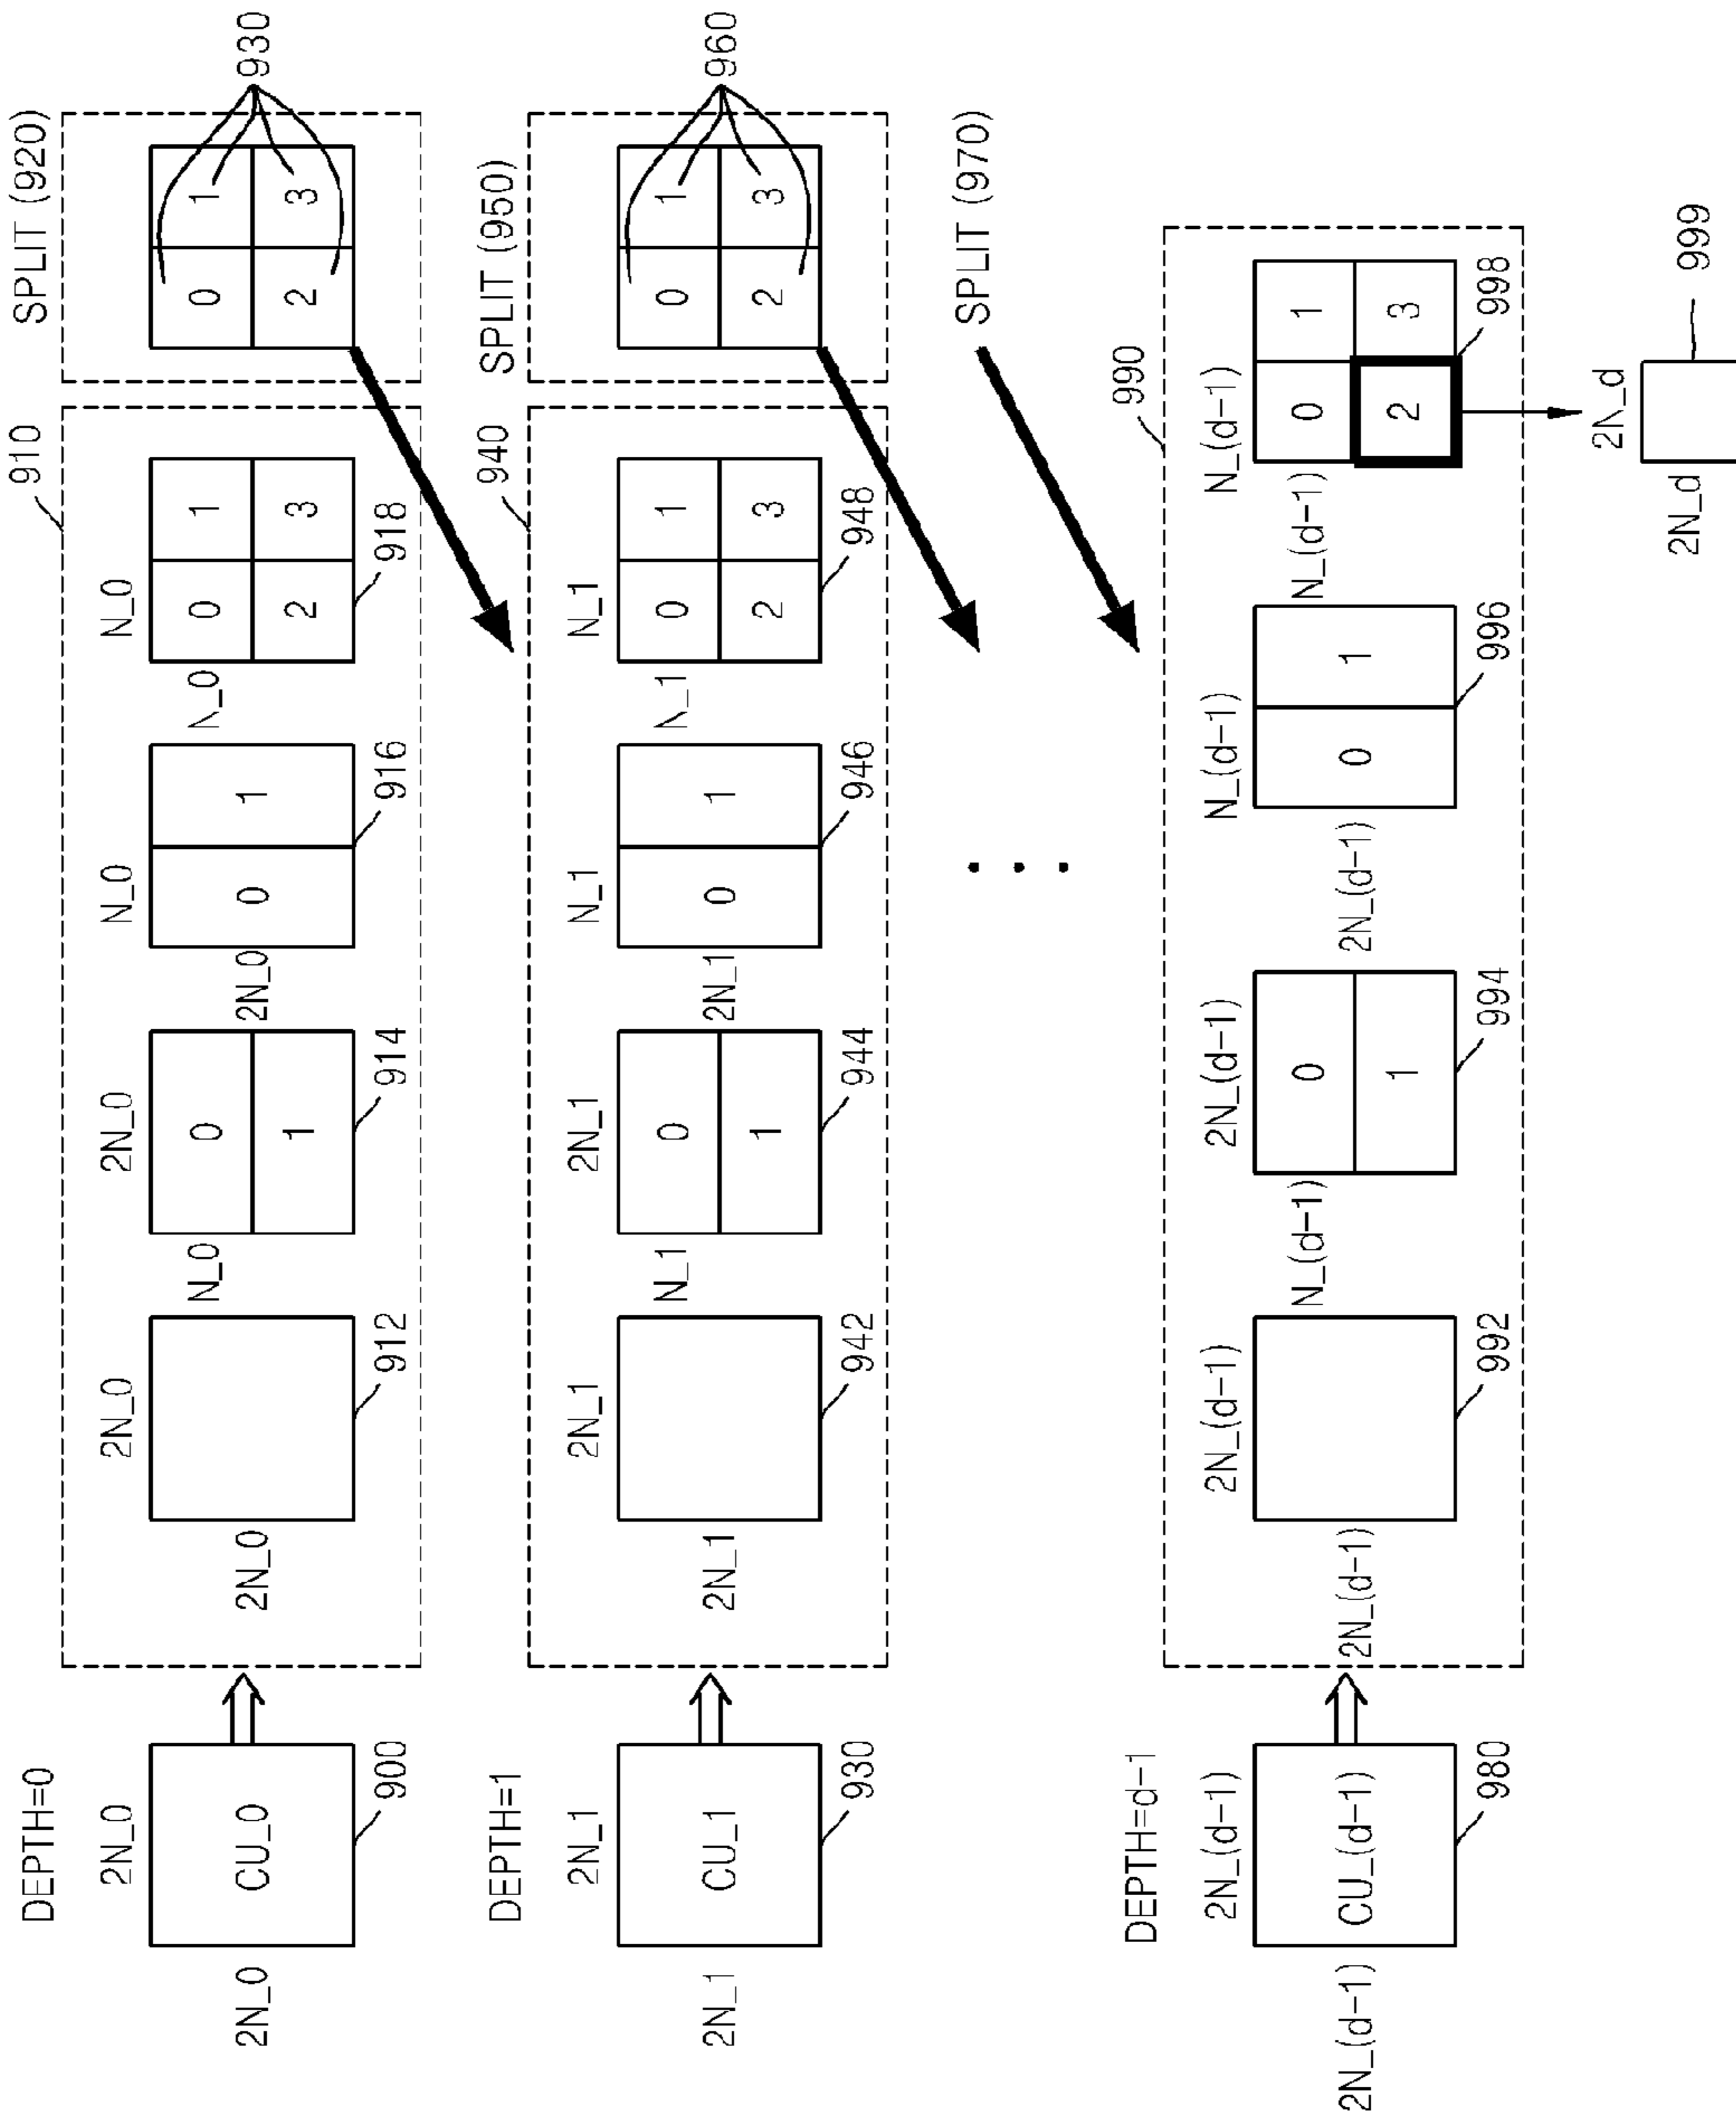 DEPTH=0
2N_0
2N_0
CU_0
900
910
2N_0
2N_0
912
2N_0
N_0
0
1
914
N_0
2N_0
0
1
916
N_0
N_0
0
1
2
3
918
SPLIT (920)
0
1
2
3
930
DEPTH=1
2N_1
2N_1
CU_1
930
940
2N_1
2N_1
942
2N_1
N_1
0
1
944
N_1
2N_1
0
1
946
N_1
N_1
0
1
2
3
948
SPLIT (950)
0
1
2
3
960
SPLIT (970)
DEPTH=d-1
2N_(d-1)
2N_(d-1)
CU_(d-1)
980
990
2N_(d-1)
2N_(d-1)
992
2N_(d-1)
N_(d-1)
0
1
994
N_(d-1)
2N_(d-1)
0
1
996
N_(d-1)
N_(d-1)
0
1
2
3
998
2N_d
2N_d
999